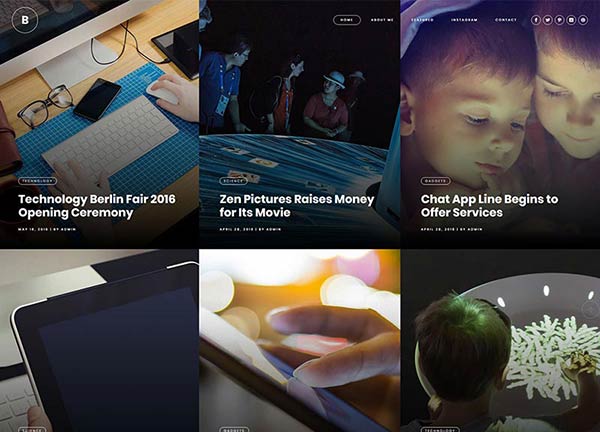 B
HOME
ABOUT ME
FEATURED
INSTAGRAM
CONTACT
TECHNOLOGY
Technology Berlin Fair 2016
Opening Ceremony
MAY 16, 2016 | BY ADMIN
SCIENCE
Zen Pictures Raises Money
for Its Movie
APRIL 28, 2016 | BY ADMIN
GADGETS
Chat App Line Begins to
Offer Services
APRIL 28, 2016 | BY ADMIN
SCIENCE
GADGETS
TECHNOLOGY